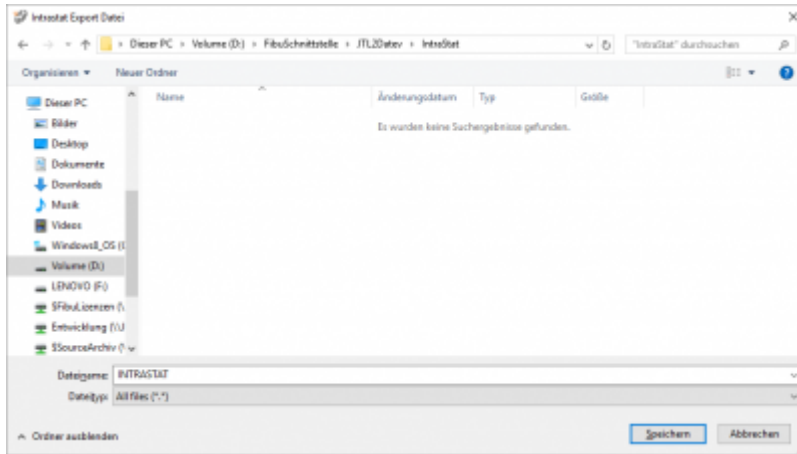 Intrastat Export Datei
Dieser PC > Volume (D:) > FibuSchnittstelle > JTL2Datev > IntraStat
"IntraStat" durchsuchen
Organisieren
Neuer Ordner
Name
Änderungsdatum
Typ
Größe
Es wurden keine Suchergebnisse gefunden.
Dieser PC
Bilder
Desktop
Dokumente
Downloads
Musik
Videos
Windows8_OS (
Volume (D:)
LENOVO (F:)
$FibuLizenzen (\
Entwicklung (\\J
$SourceArchiv (\
Dateiname: INTRASTAT
Dateityp: All files (*.*)
Ordner ausblenden
Speichern
Abbrechen